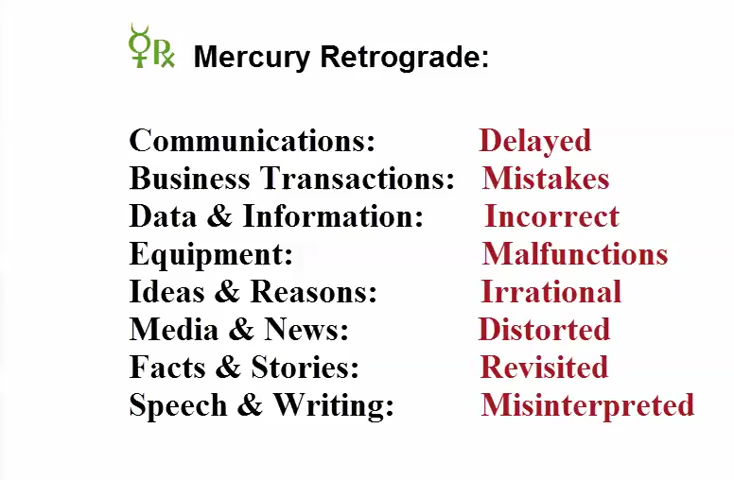 ☿℞ Mercury Retrograde:
Communications: Delayed
Business Transactions: Mistakes
Data & Information: Incorrect
Equipment: Malfunctions
Ideas & Reasons: Irrational
Media & News: Distorted
Facts & Stories: Revisited
Speech & Writing: Misinterpreted